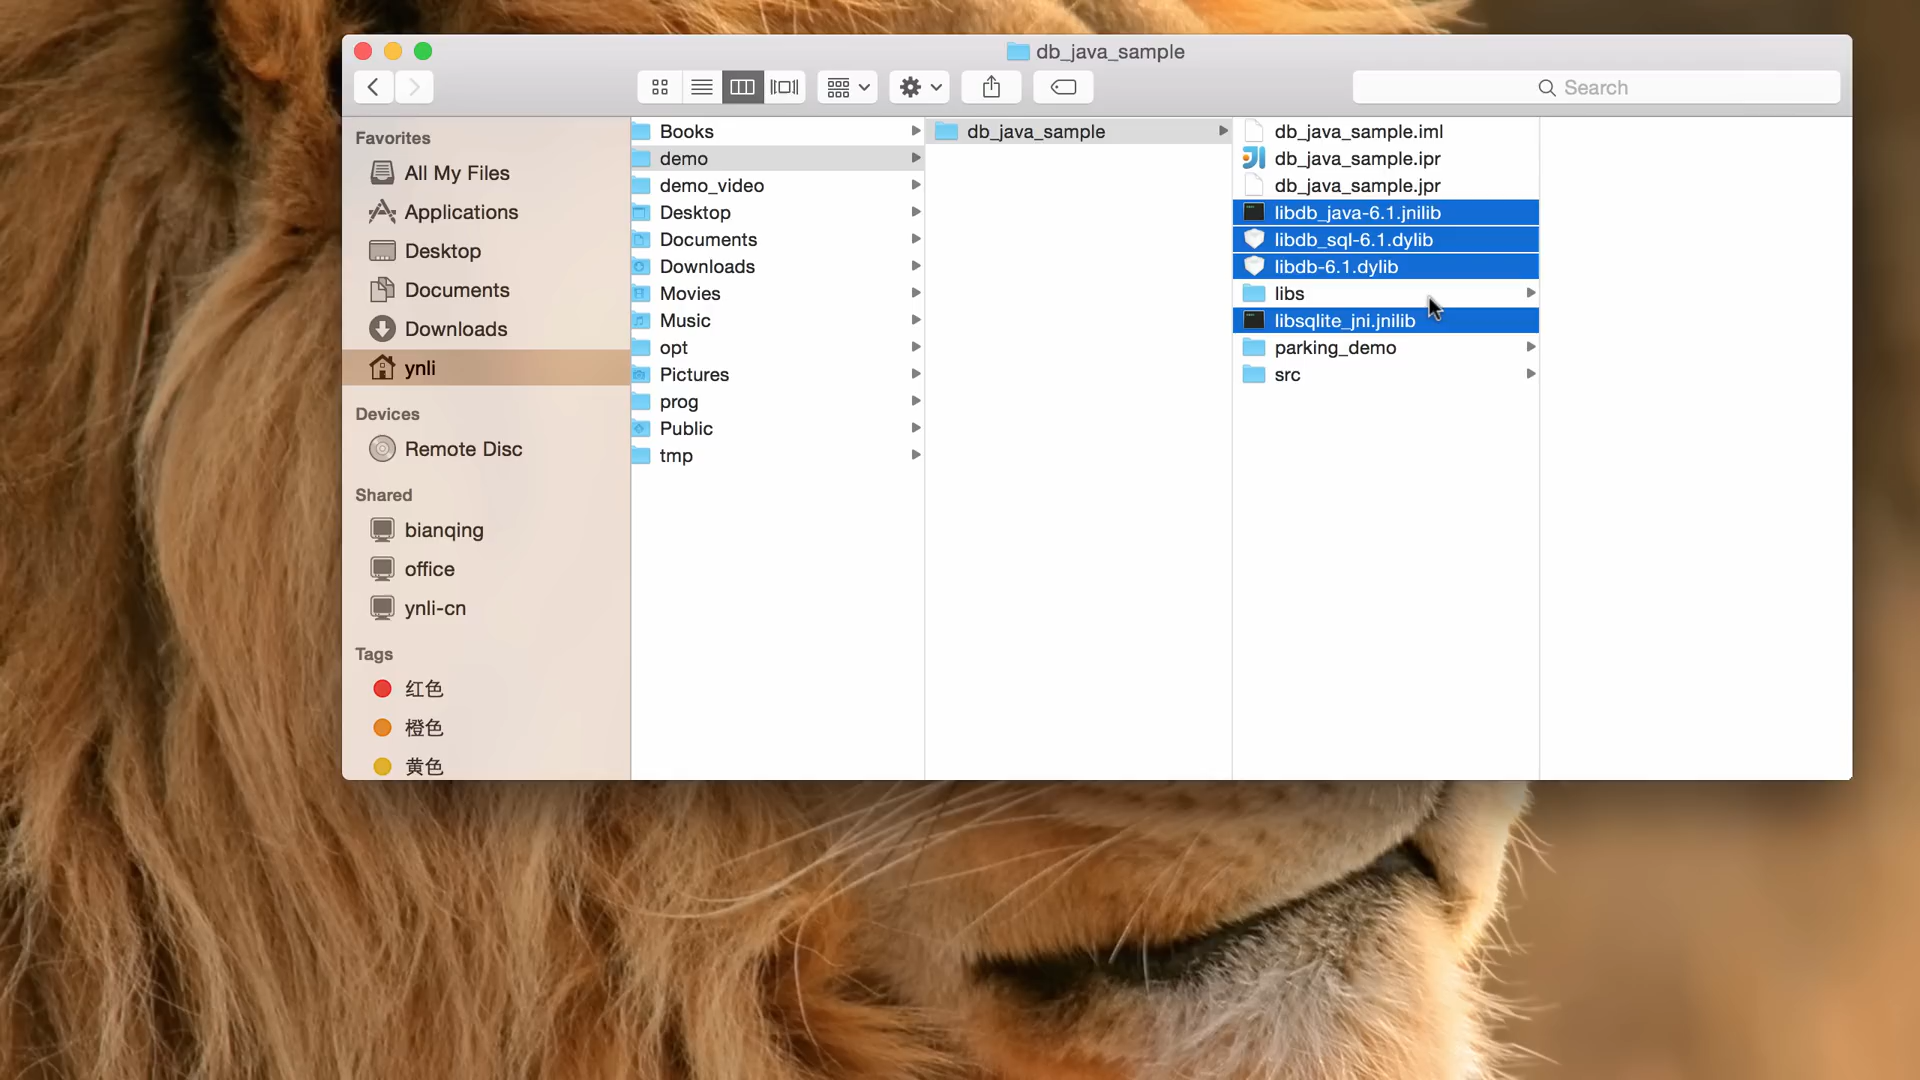 db_java_sample
Search
Favorites
All My Files
Applications
Desktop
Documents
Downloads
ynli
Devices
Remote Disc
Shared
bianqing
office
ynli-cn
Tags
红色
橙色
黄色
Books
demo
demo_video
Desktop
Documents
Downloads
Movies
Music
opt
Pictures
prog
Public
tmp
db_java_sample
db_java_sample.iml
db_java_sample.ipr
db_java_sample.jpr
libdb_java-6.1.jnilib
libdb_sql-6.1.dylib
libdb-6.1.dylib
libs
libsqlite_jni.jnilib
parking_demo
src